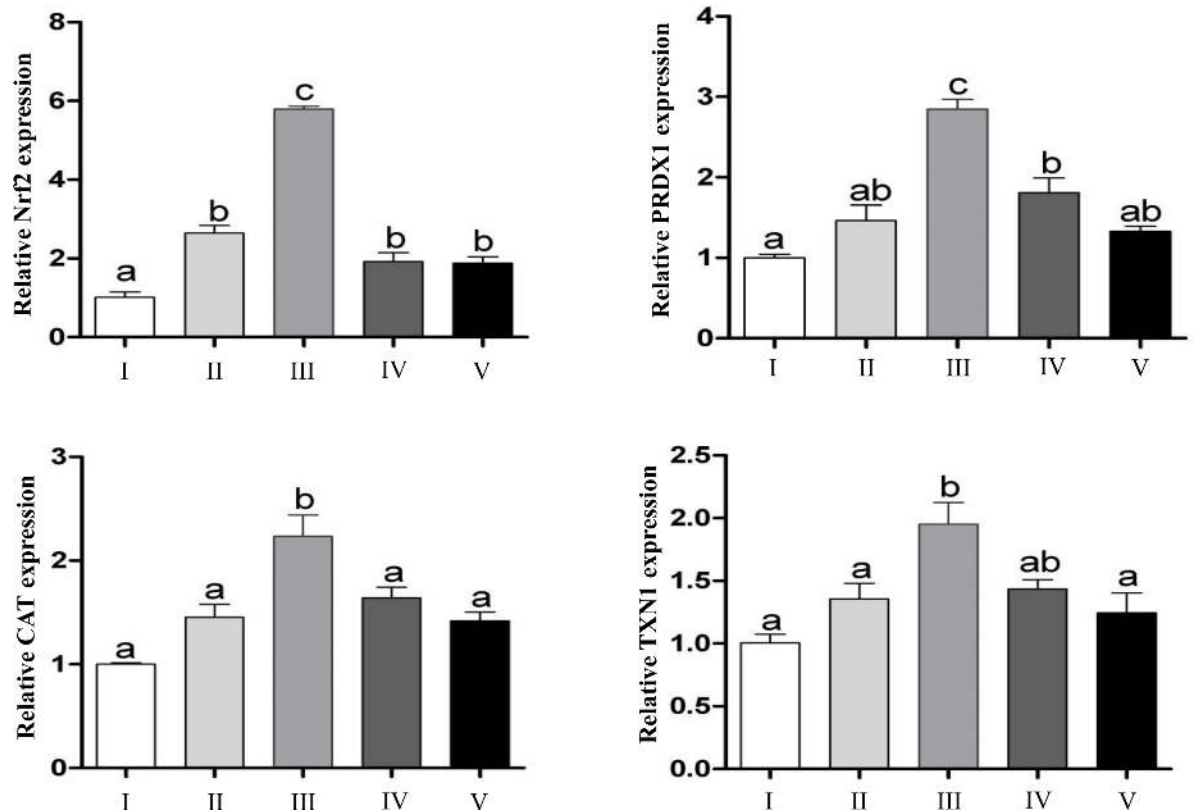 Relative Nrf2 expression
8
6
4
2
0
a
b
c
b
b
I II III IV V
Relative PRDX1 expression
4
3
2
1
0
a
ab
c
b
ab
I II III IV V
Relative CAT expression
3
2
1
0
a
a
b
a
a
I II III IV V
Relative TXN1 expression
2.5
2.0
1.5
1.0
0.5
0.0
a
a
b
ab
a
I II III IV V